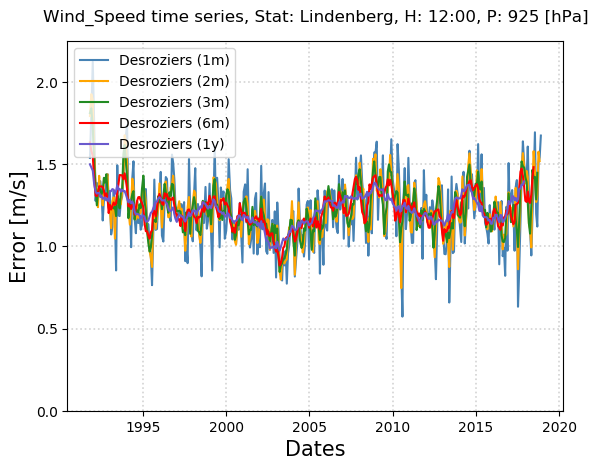 Wind_Speed time series, Stat: Lindenberg, H: 12:00, P: 925 [hPa]
Desroziers (1m)
Desroziers (2m)
Desroziers (3m)
Desroziers (6m)
Desroziers (1y)
2.0
1.5
1.0
0.5
0.0
Error [m/s]
1995 2000 2005 2010 2015 2020
Dates